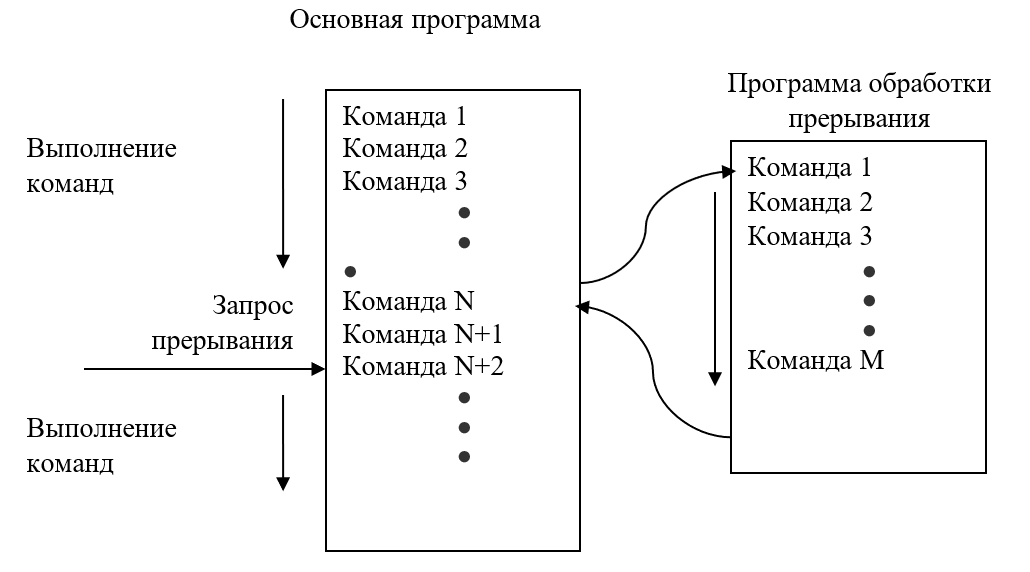 Основная программа
Выполнение
команд
Запрос
прерывания
Выполнение
команд
Команда 1
Команда 2
Команда 3
Команда N
Команда N+1
Команда N+2
Программа обработки
прерывания
Команда 1
Команда 2
Команда 3
Команда M